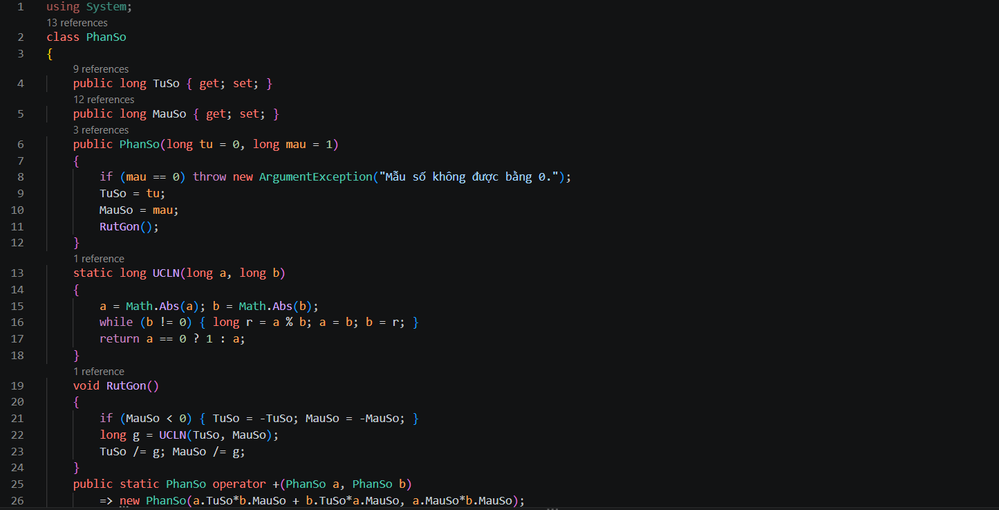 1 using System;
13 references
2 class PhanSo
3 {
9 references
4 public long TuSo { get; set; }
12 references
5 public long MauSo { get; set; }
3 references
6 public PhanSo(long tu = 0, long mau = 1)
7 {
8 if (mau == 0) throw new ArgumentException("Mẫu số không được bằng 0.");
9 TuSo = tu;
10 MauSo = mau;
11 RutGon();
12 }
1 reference
13 static long UCLN(long a, long b)
14 {
15 a = Math.Abs(a); b = Math.Abs(b);
16 while (b != 0) { long r = a % b; a = b; b = r; }
17 return a == 0 ? 1 : a;
18 }
1 reference
19 void RutGon()
20 {
21 if (MauSo < 0) { TuSo = -TuSo; MauSo = -MauSo; }
22 long g = UCLN(TuSo, MauSo);
23 TuSo /= g; MauSo /= g;
24 }
25 public static PhanSo operator +(PhanSo a, PhanSo b)
26 => new PhanSo(a.TuSo*b.MauSo + b.TuSo*a.MauSo, a.MauSo*b.MauSo);